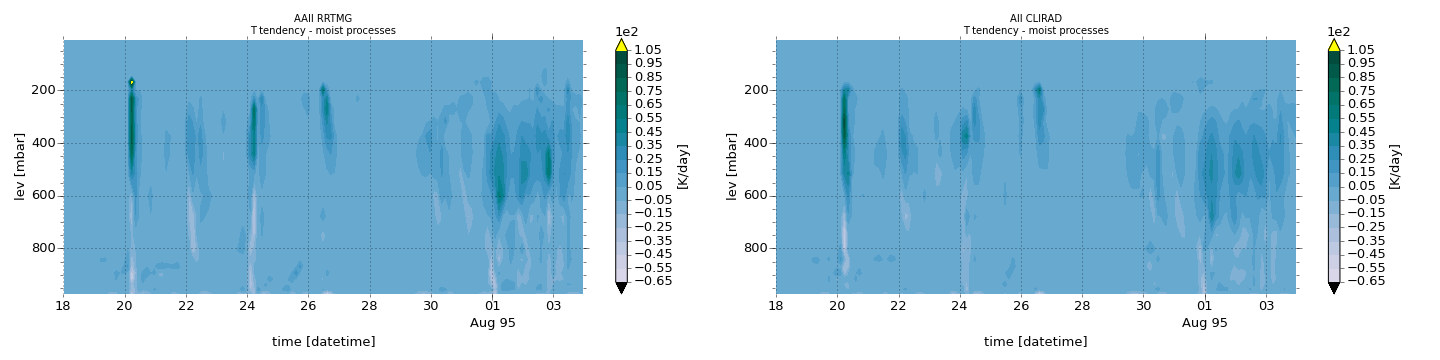 AAII RRTMG
T tendency - moist processes
1e2
1.05
0.95
0.85
0.75
0.65
0.55
0.45
0.35
0.25
0.15
0.05
−0.05
−0.15
−0.25
−0.35
−0.45
−0.55
−0.65
[K/day]
200
400
600
800
lev [mbar]
18 20 22 24 26 28 30 01 03
Aug 95
time [datetime]
AII CLIRAD
T tendency - moist processes
1e2
1.05
0.95
0.85
0.75
0.65
0.55
0.45
0.35
0.25
0.15
0.05
−0.05
−0.15
−0.25
−0.35
−0.45
−0.55
−0.65
[K/day]
200
400
600
800
lev [mbar]
18 20 22 24 26 28 30 01 03
Aug 95
time [datetime]